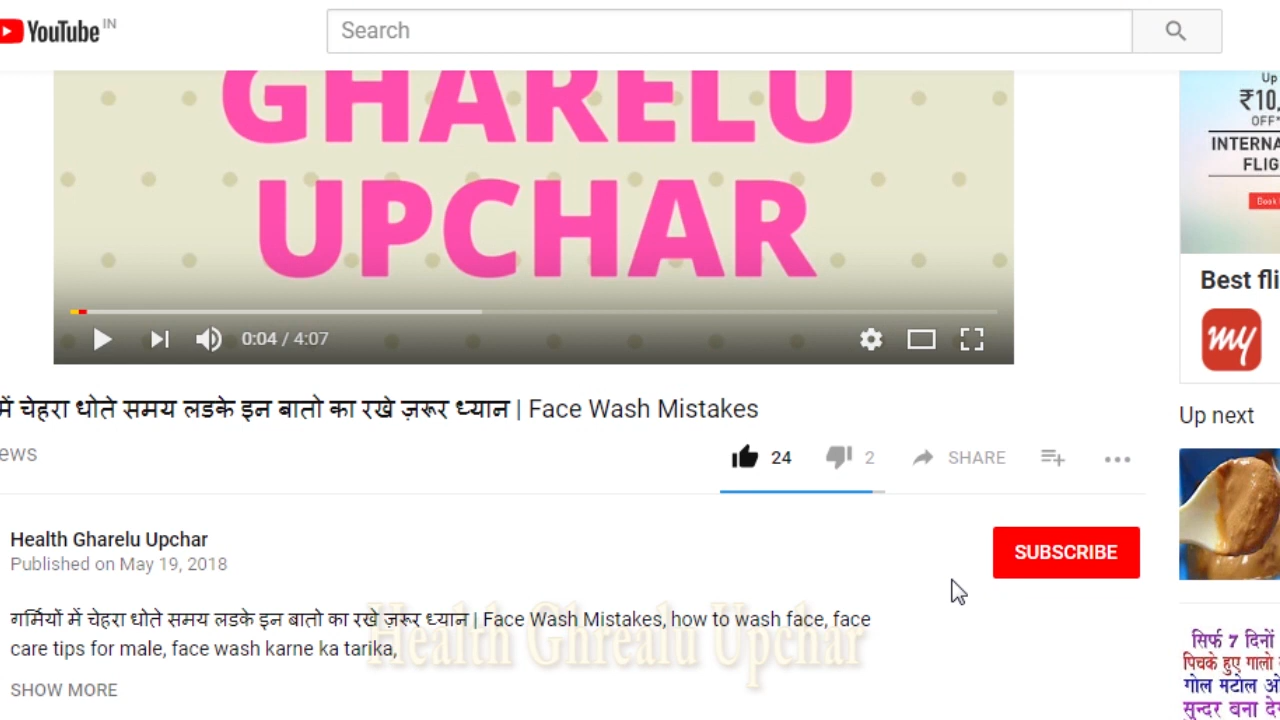 YouTube IN
Search
GHARELU
UPCHAR
0:04 / 4:07
Up
₹10,
OFF*
INTERNA
FLIG
Book
Best fli
my
में चेहरा धोते समय लडके इन बातो का रखे ज़रूर ध्यान | Face Wash Mistakes
ews
24
2
SHARE
Up next
Health Gharelu Upchar
Published on May 19, 2018
SUBSCRIBE
गर्मियों में चेहरा धोते समय लडके इन बातो का रखे ज़रूर ध्यान | Face Wash Mistakes, how to wash face, face
care tips for male, face wash karne ka tarika,
Health Ghrealu Upchar
SHOW MORE
सिर्फ 7 दिनों
पिचके हुए गालो
गोल मटोल ओ
सुन्दर बना दे